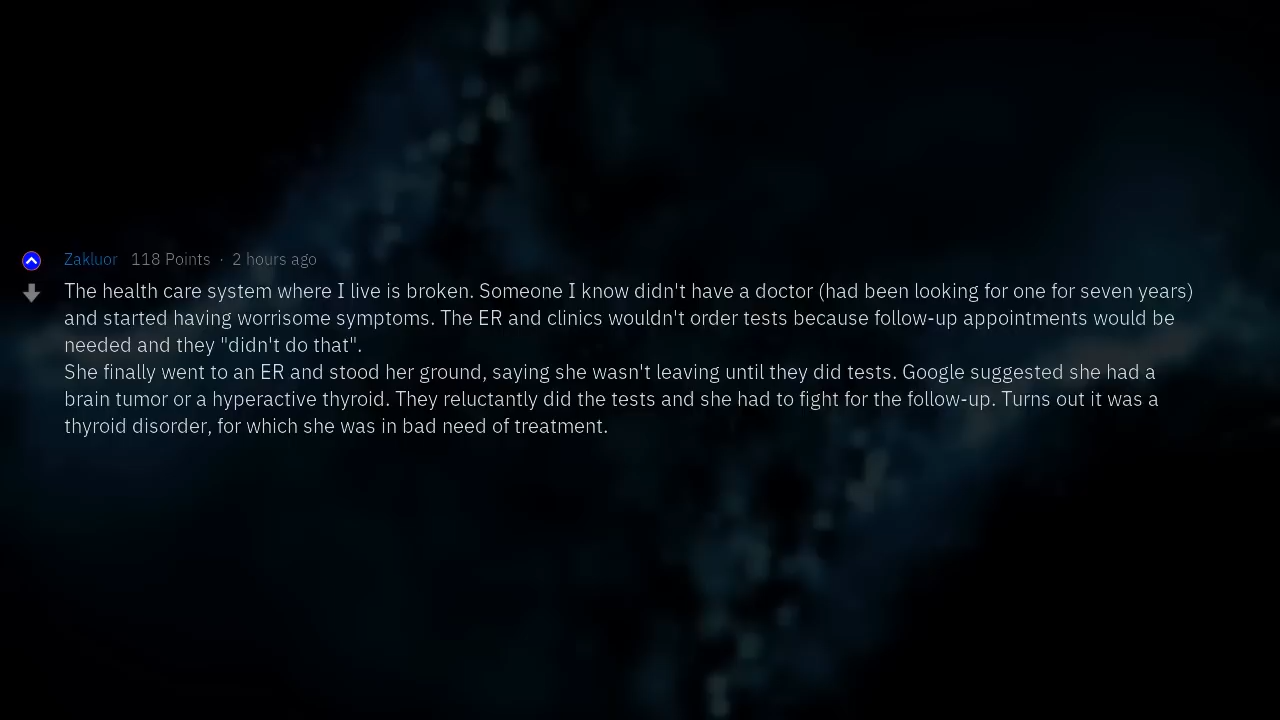 Zakluor 118 Points · 2 hours ago
The health care system where I live is broken. Someone I know didn't have a doctor (had been looking for one for seven years)
and started having worrisome symptoms. The ER and clinics wouldn't order tests because follow-up appointments would be
needed and they "didn't do that".
She finally went to an ER and stood her ground, saying she wasn't leaving until they did tests. Google suggested she had a
brain tumor or a hyperactive thyroid. They reluctantly did the tests and she had to fight for the follow-up. Turns out it was a
thyroid disorder, for which she was in bad need of treatment.